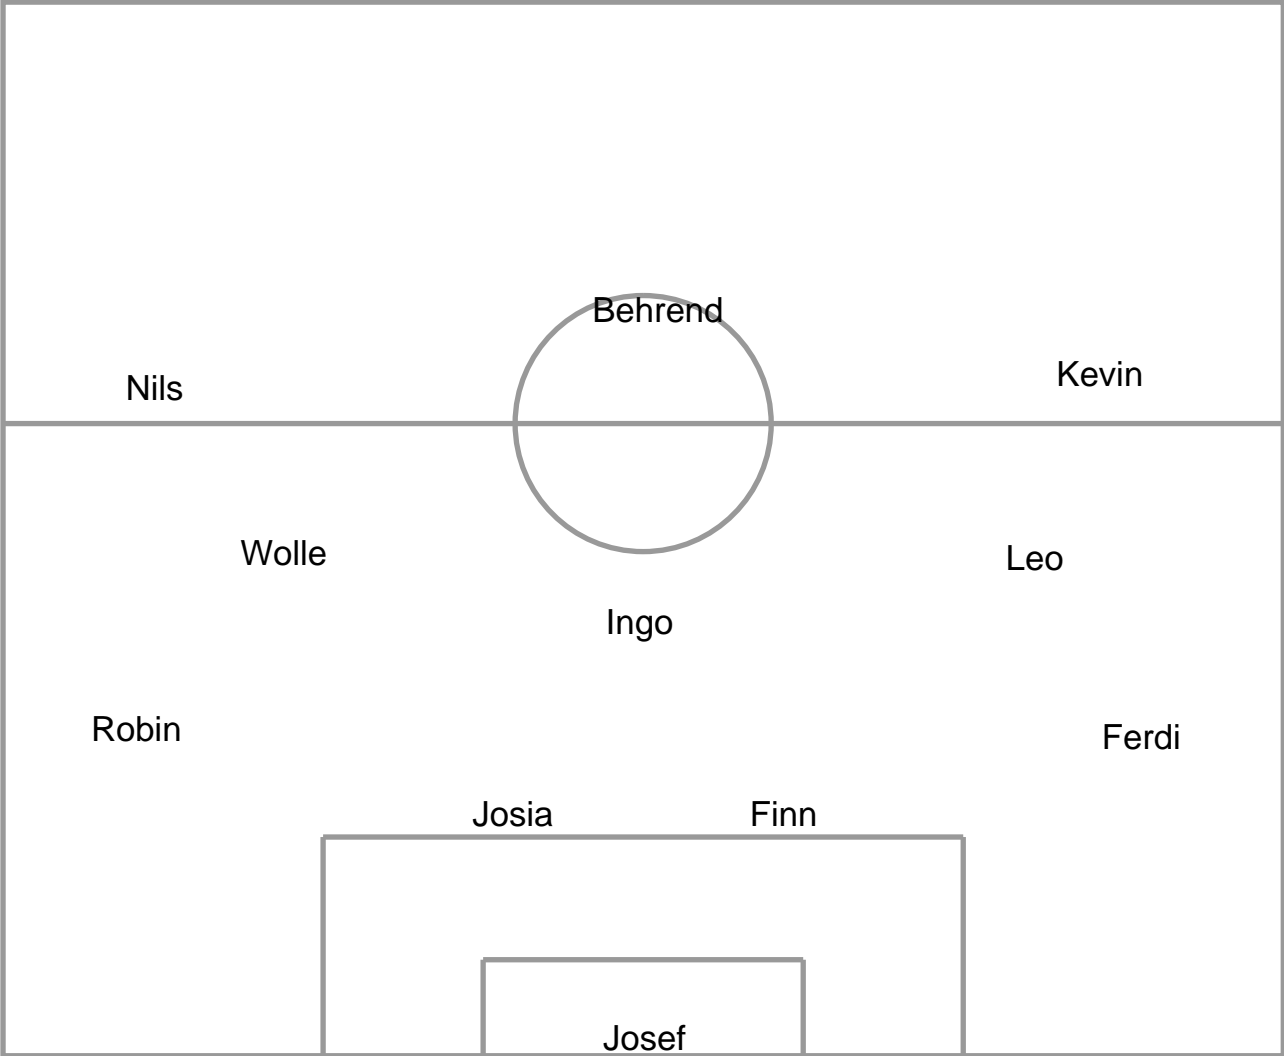 Behrend
Kevin
Nils
Wolle
Leo
Ingo
Robin
Ferdi
Josia
Finn
Josef